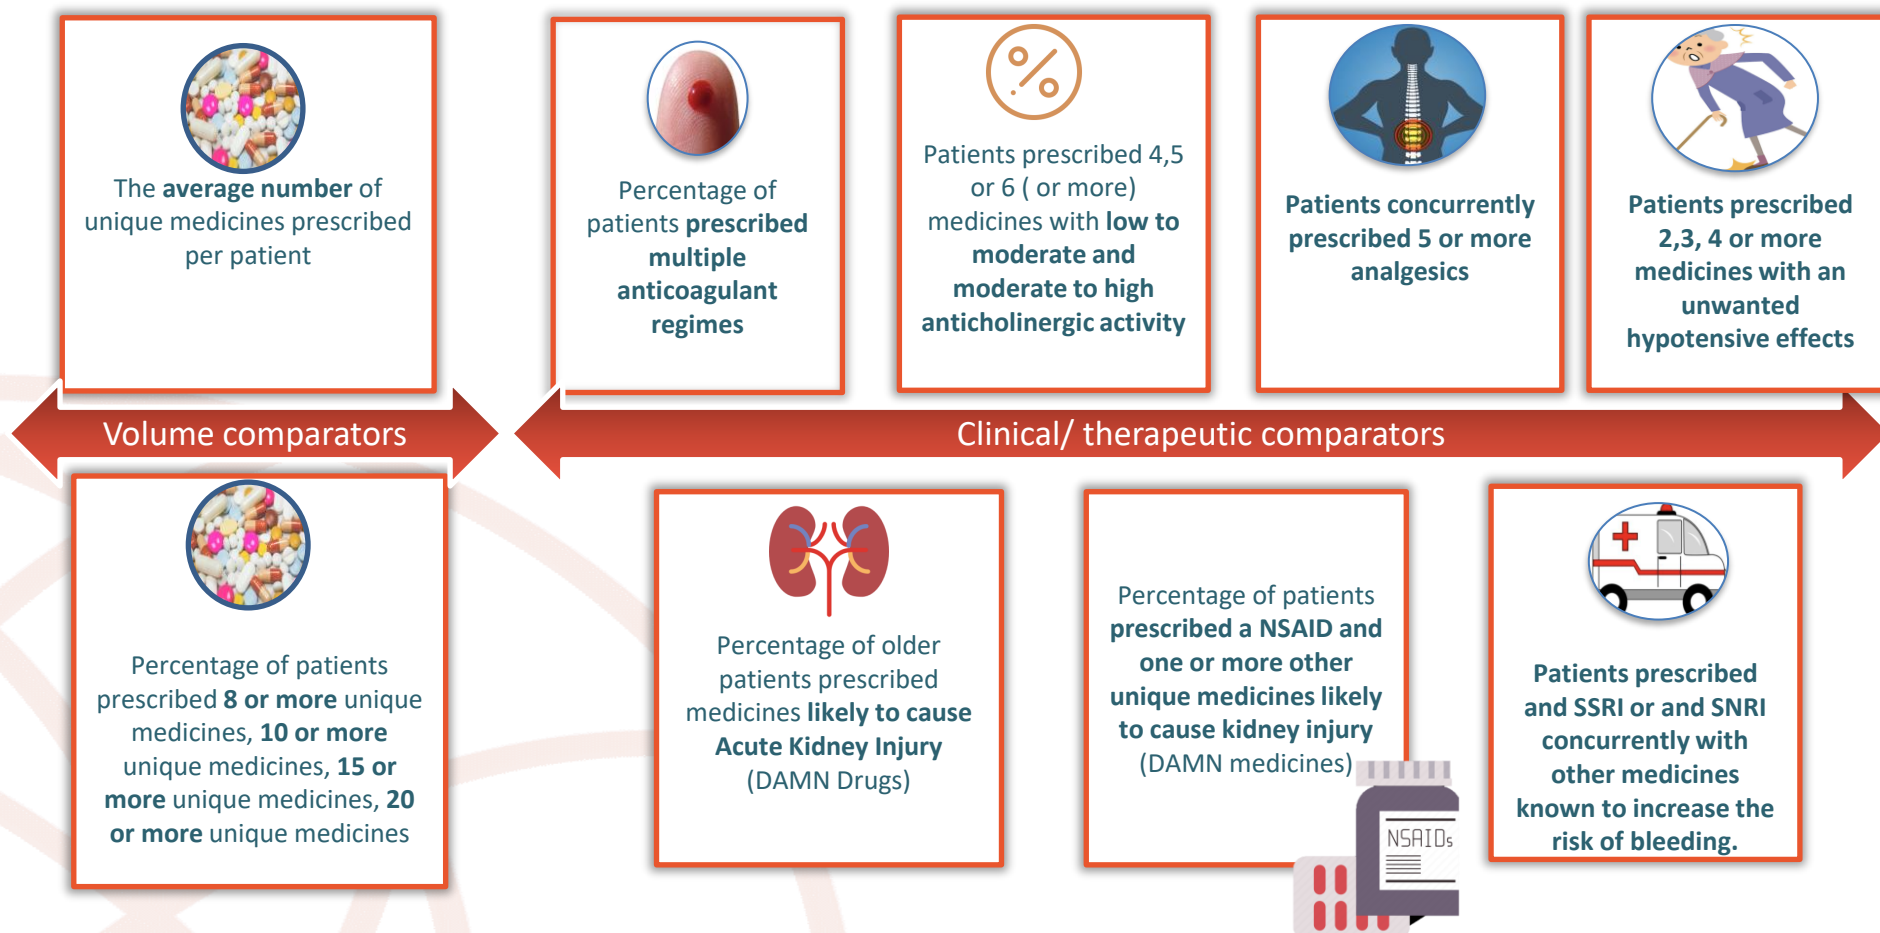 The average number of
unique medicines prescribed
per patient
Percentage of
patients prescribed
multiple
anticoagulant
regimes
Patients prescribed 4,5
or 6 ( or more)
medicines with low to
moderate and
moderate to high
anticholinergic activity
Patients concurrently
prescribed 5 or more
analgesics
Patients prescribed
2,3, 4 or more
medicines with an
unwanted
hypotensive effects
Volume comparators
Clinical/ therapeutic comparators
Percentage of patients
prescribed 8 or more unique
medicines, 10 or more
unique medicines, 15 or
more unique medicines, 20
or more unique medicines
Percentage of older
patients prescribed
medicines likely to cause
Acute Kidney Injury
(DAMN Drugs)
Percentage of patients
prescribed a NSAID and
one or more other
unique medicines likely
to cause kidney injury
(DAMN medicines)
NSAIDs
Patients prescribed
and SSRI or and SNRI
concurrently with
other medicines
known to increase the
risk of bleeding.